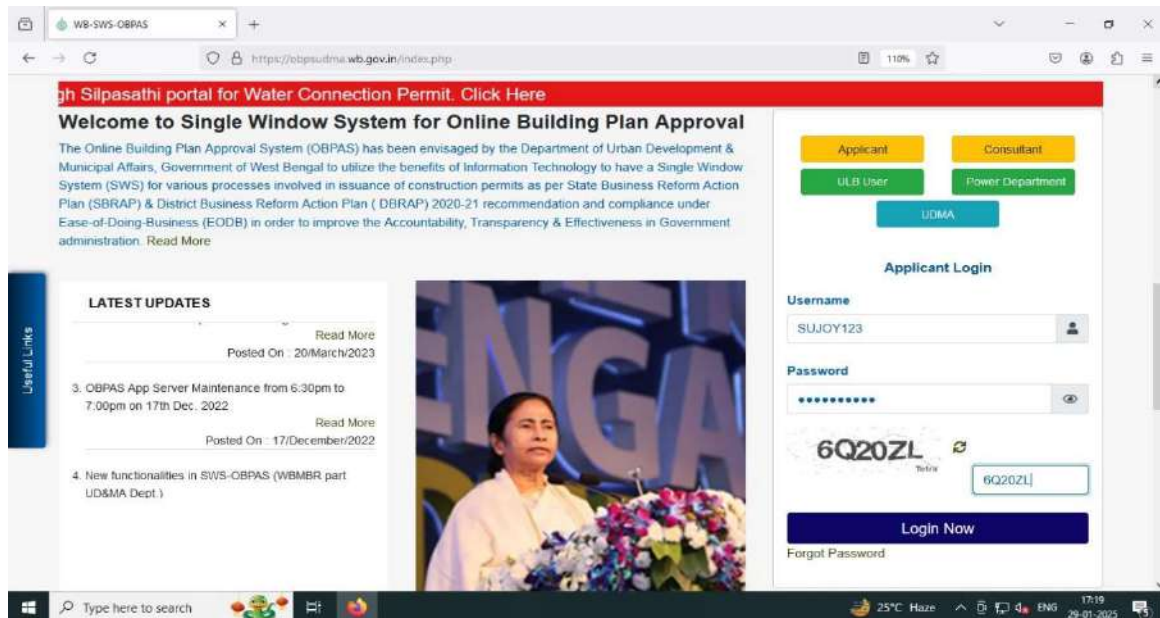 WB-SWS-OBPAS
https://obpsudma.wb.gov.in/index.php
110%
gh Silpasathi portal for Water Connection Permit. Click Here
Welcome to Single Window System for Online Building Plan Approval
The Online Building Plan Approval System (OBPAS) has been envisaged by the Department of Urban Development &
Municipal Affairs, Government of West Bengal to utilize the benefits of Information Technology to have a Single Window
System (SWS) for various processes involved in issuance of construction permits as per State Business Reform Action
Plan (SBRAP) & District Business Reform Action Plan ( DBRAP) 2020-21 recommendation and compliance under
Ease-of-Doing-Business (EODB) in order to improve the Accountability, Transparency & Effectiveness in Government
administration. Read More
Applicant
Consultant
ULB User
Power Department
UDMA
Applicant Login
Username
SUJOY123
Password
6Q20ZL
6Q20ZL
Login Now
Forgot Password
Useful Links
LATEST UPDATES
Read More
Posted On : 20/March/2023
3. OBPAS App Server Maintenance from 6:30pm to
7:00pm on 17th Dec. 2022
Read More
Posted On : 17/December/2022
4. New functionalities in SWS-OBPAS (WBMBR part
UD&MA Dept.)
ENGA
Type here to search
25°C Haze
ENG
17:19
29-01-2025